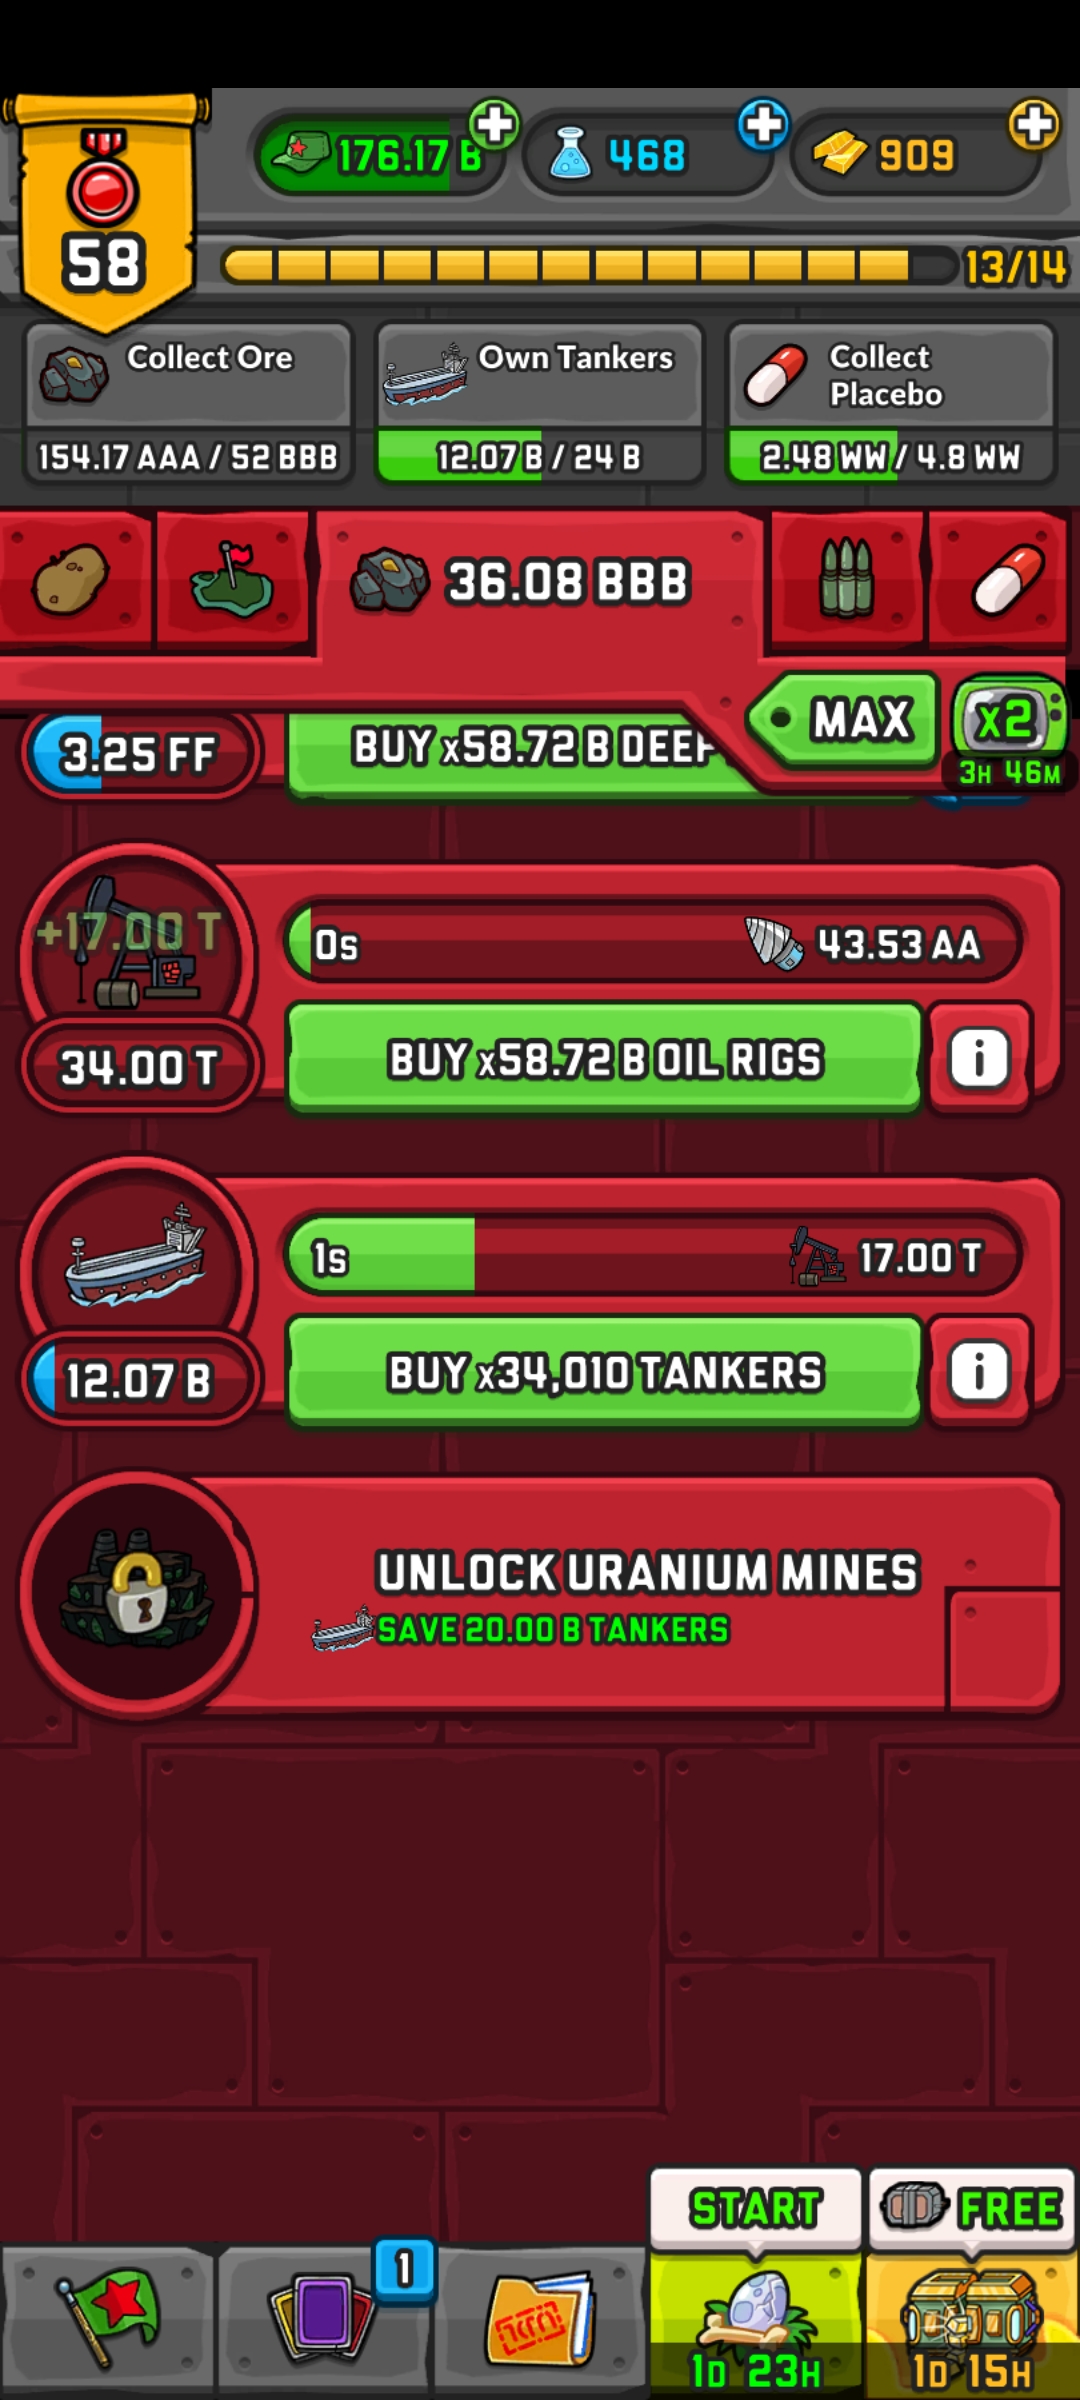 58
176.17 B
468
909
13/14
Collect Ore
154.17 AAA / 52 BBB
Own Tankers
12.07 B / 24 B
Collect
Placebo
2.48 WW / 4.8 WW
36.08 BBB
MAX
x2
3H 46M
3.25 FF
BUY x58.72 B DEEP
+17.00 T
0s
43.53 AA
34.00 T
BUY x58.72 B OIL RIGS
i
1s
17.00 T
12.07 B
BUY x34,010 TANKERS
i
UNLOCK URANIUM MINES
SAVE 20.00 B TANKERS
1
START
1D 23H
FREE
1D 15H